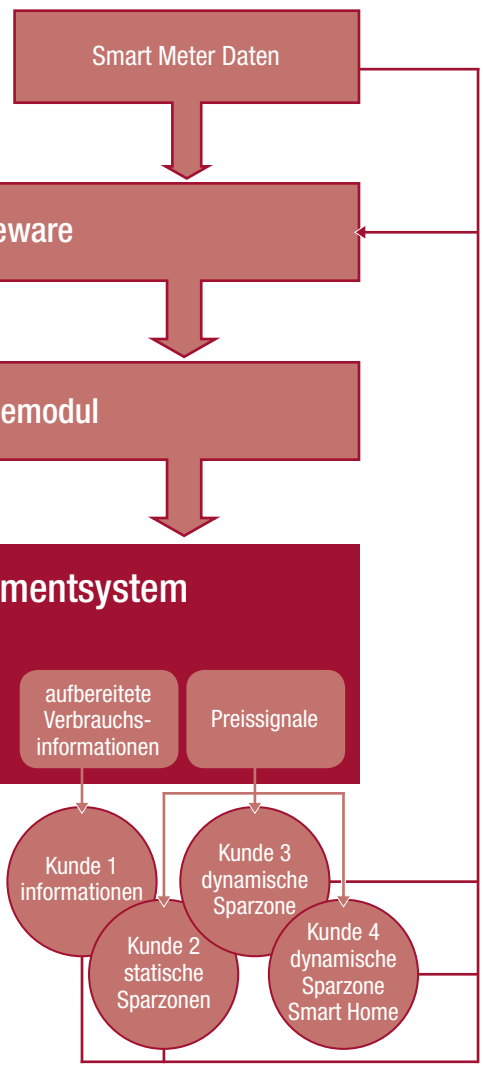 Smart Meter Daten
eware
emodul
mentsystem
aufbereitete
Verbrauchs-
informationen
Preissignale
Kunde 1
informationen
Kunde 3
dynamische
Sparzone
Kunde 2
statische
Sparzonen
Kunde 4
dynamische
Sparzone
Smart Home